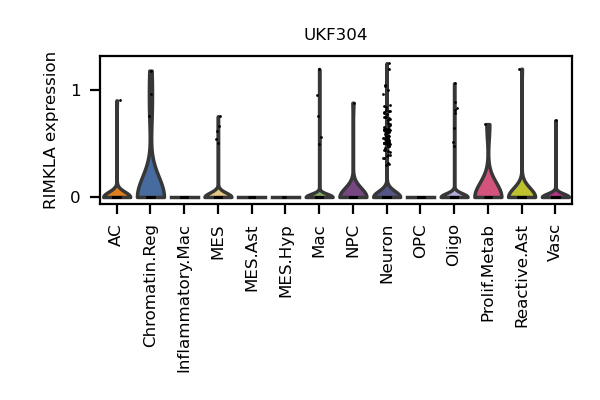 UKF304
RIMKLA expression
1
0
AC
Chromatin.Reg
Inflammatory.Mac
MES
MES.Ast
MES.Hyp
Mac
NPC
Neuron
OPC
Oligo
Prolif.Metab
Reactive.Ast
Vasc